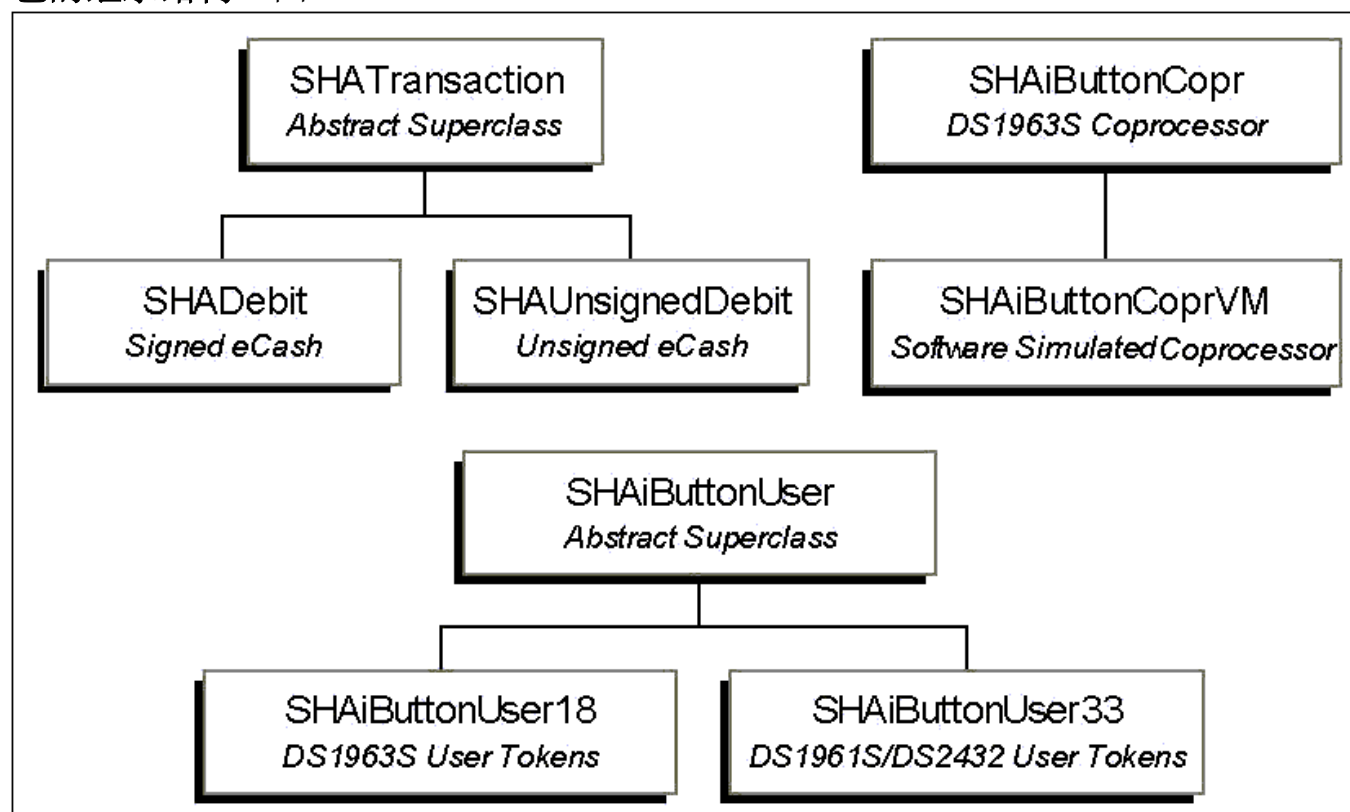 SHATransaction
Abstract Superclass
SHAiButtonCopr
DS1963S Coprocessor
SHADebit
Signed eCash
SHAUnsignedDebit
Unsigned eCash
SHAiButtonCoprVM
Software Simulated Coprocessor
SHAiButtonUser
Abstract Superclass
SHAiButtonUser18
DS1963S User Tokens
SHAiButtonUser33
DS1961S/DS2432 User Tokens